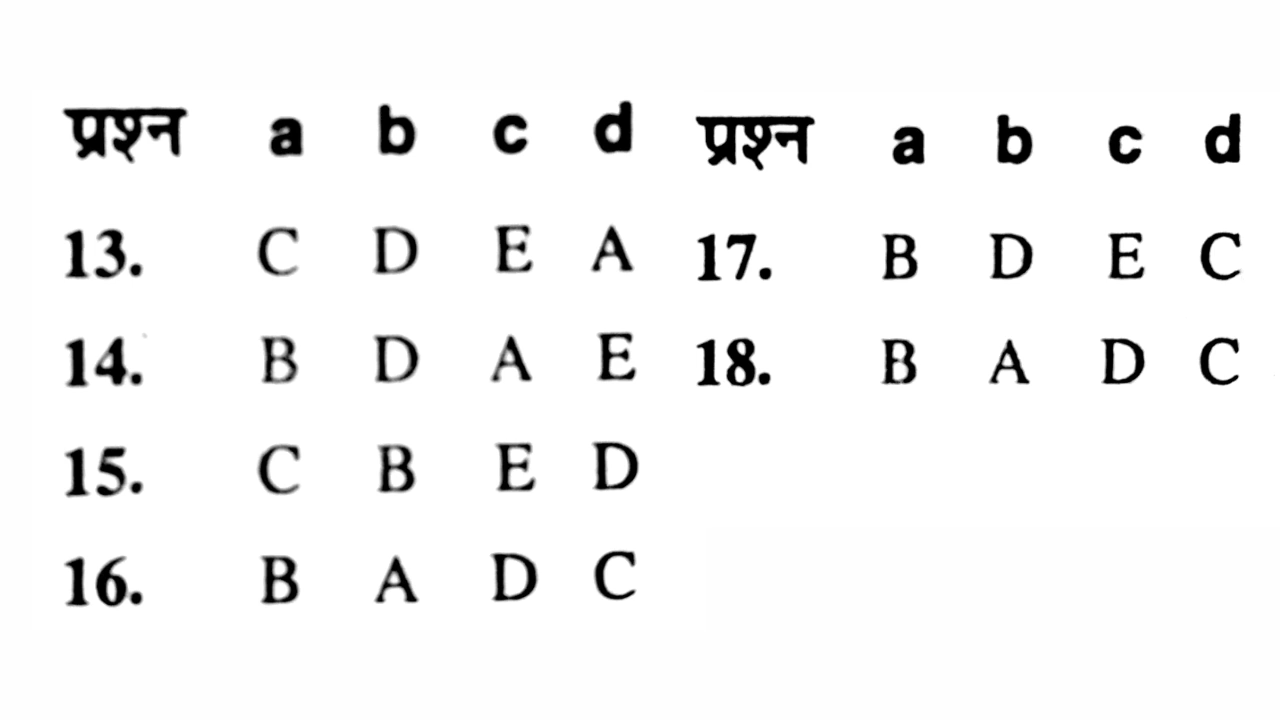 प्रश्न a b c d
13. C D E A
14. B D A E
15. C B E D
16. B A D C
प्रश्न a b c d
17. B D E C
18. B A D C